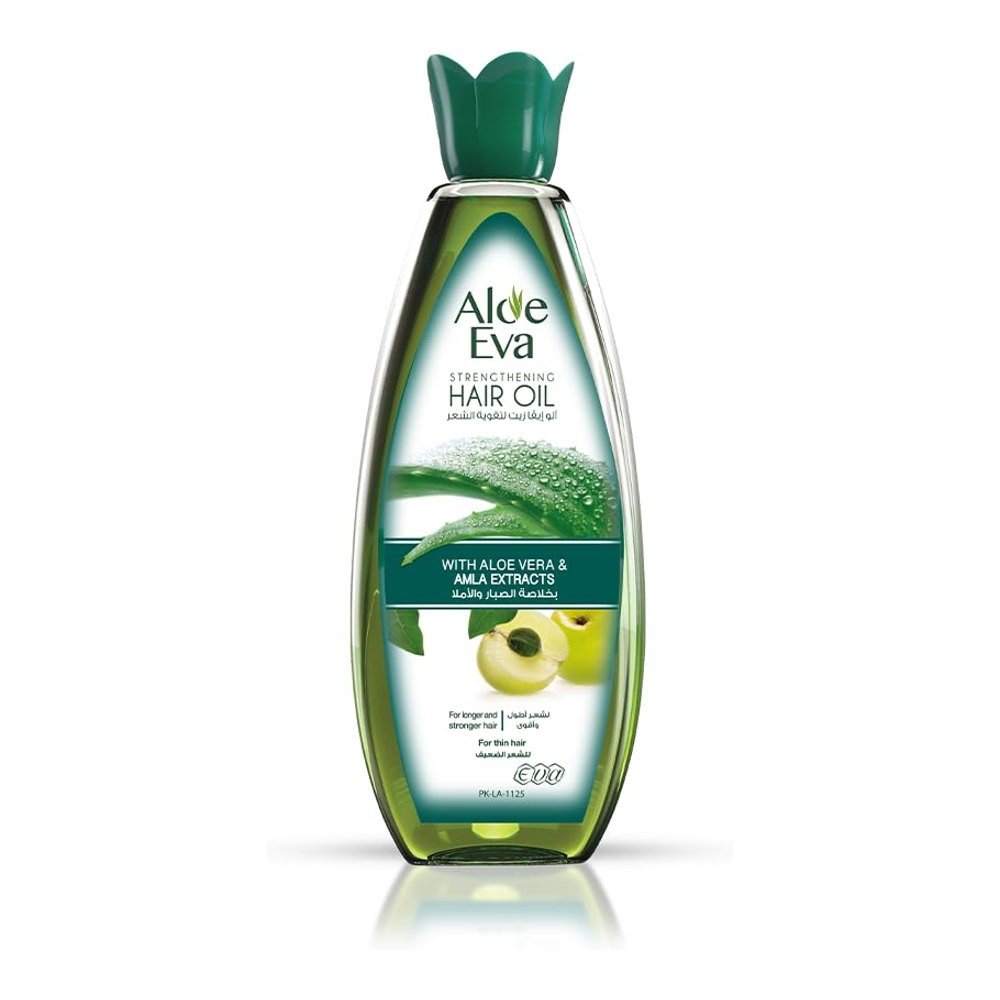 Aloe
Eva
STRENGTHENING
HAIR OIL
ألو إيڤا زيت لتقوية الشعر
WITH ALOE VERA &
AMLA EXTRACTS
بخلاصة الصبار والأملا
For longer and
stronger hair
لشعر أطول
وأقوى
For thin hair
للشعر الضعيف
Eva
PK-LA-1125